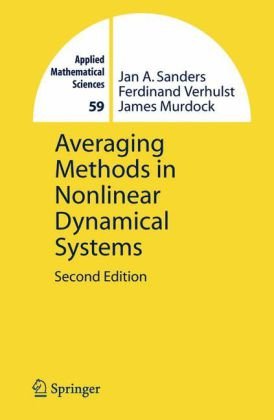 Applied
Mathematical
Sciences
59
Jan A. Sanders
Ferdinand Verhulst
James Murdock
Averaging
Methods in
Nonlinear
Dynamical
Systems
Second Edition
Springer